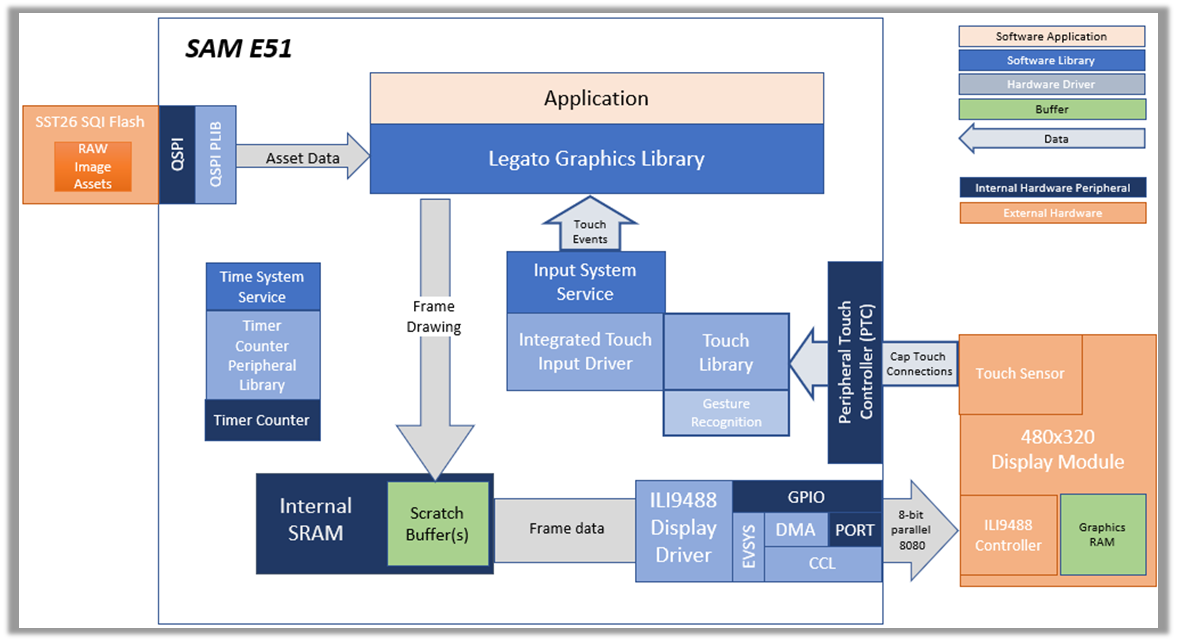 SAM E51
Software Application
Software Library
Hardware Driver
Buffer
Data
Internal Hardware Peripheral
External Hardware
SST26 SQI Flash
RAW
Image
Assets
QSPI
QSPI PLIB
Asset Data
Application
Legato Graphics Library
Touch
Events
Frame
Drawing
Time System
Service
Timer
Counter
Peripheral
Library
Timer Counter
Input System
Service
Integrated Touch
Input Driver
Touch
Library
Gesture
Recognition
Peripheral Touch
Controller (PTC)
Cap Touch
Connections
Touch Sensor
480x320
Display Module
ILI9488
Controller
Graphics
RAM
Internal
SRAM
Scratch
Buffer(s)
Frame data
ILI9488
Display
Driver
GPIO
EVSYS
DMA
PORT
CCL
8-bit
parallel
8080